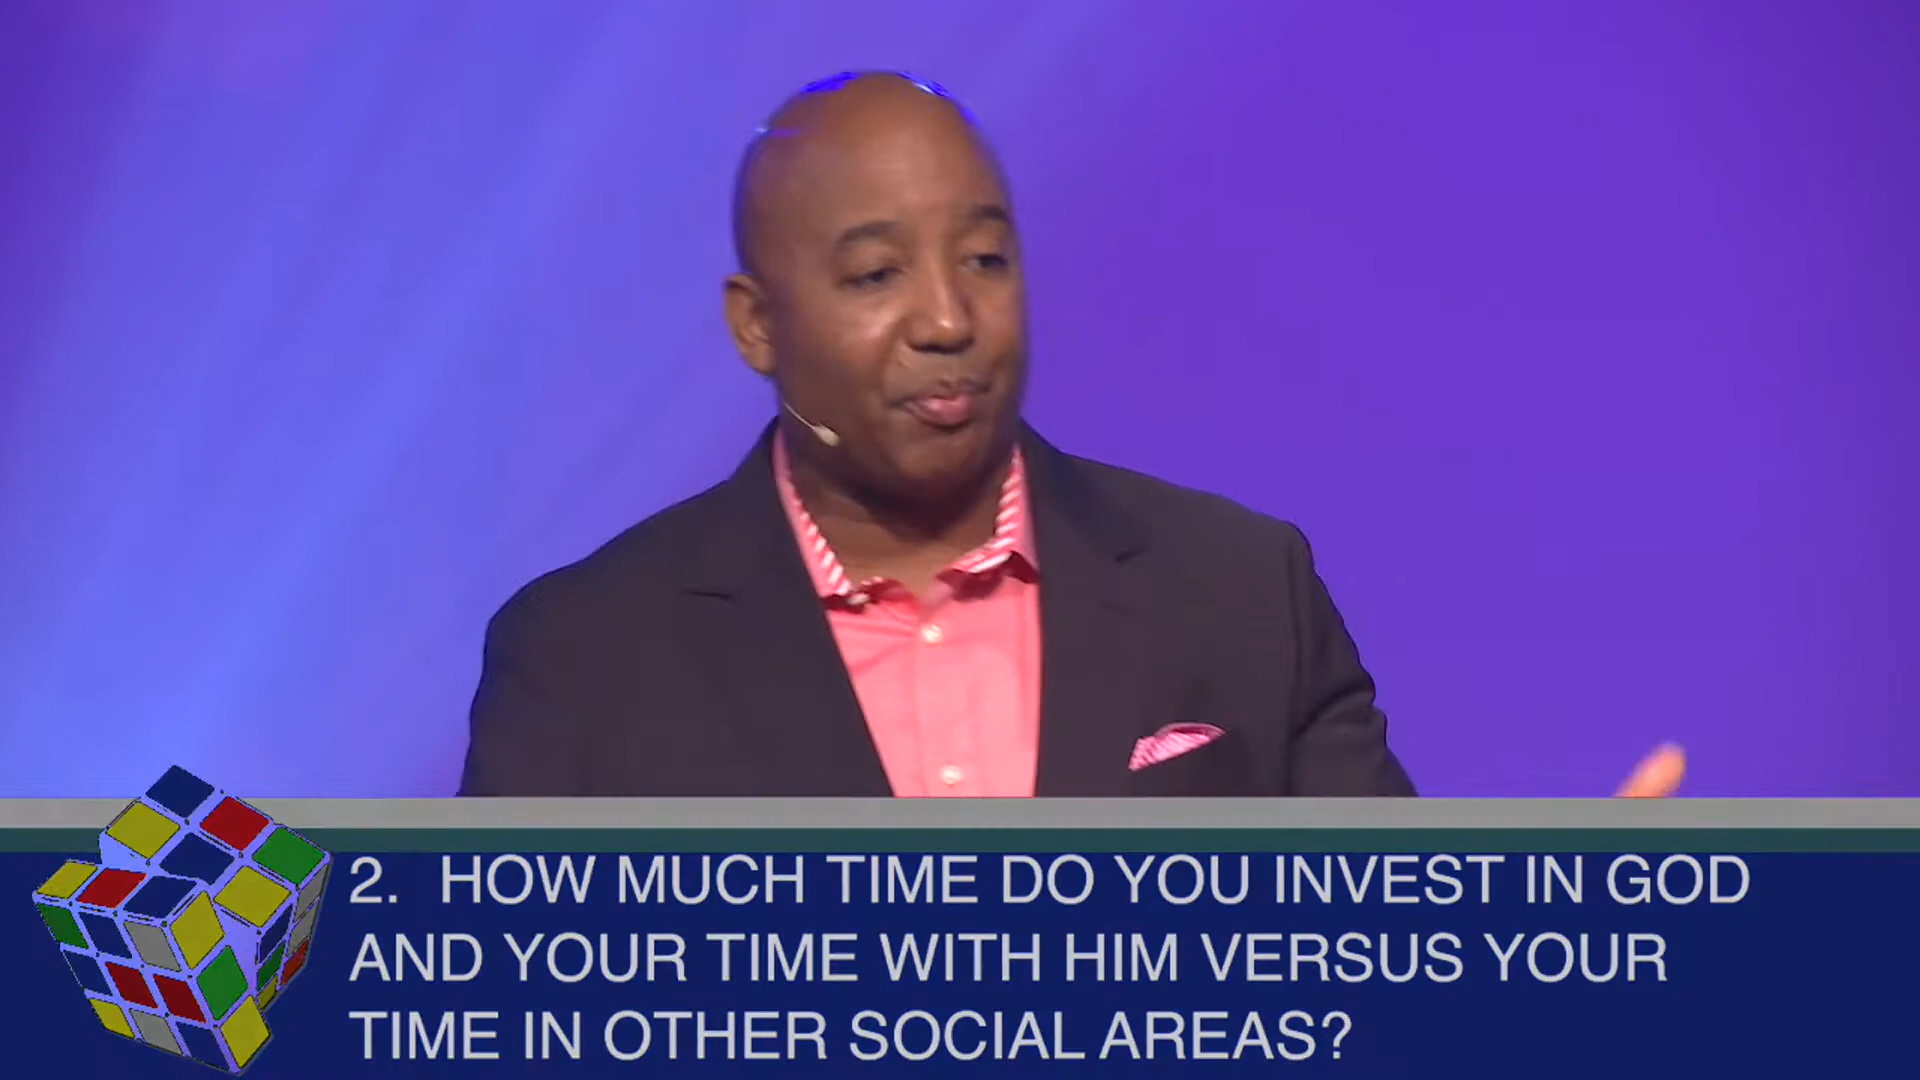 2. HOW MUCH TIME DO YOU INVEST IN GOD
AND YOUR TIME WITH HIM VERSUS YOUR
TIME IN OTHER SOCIAL AREAS?